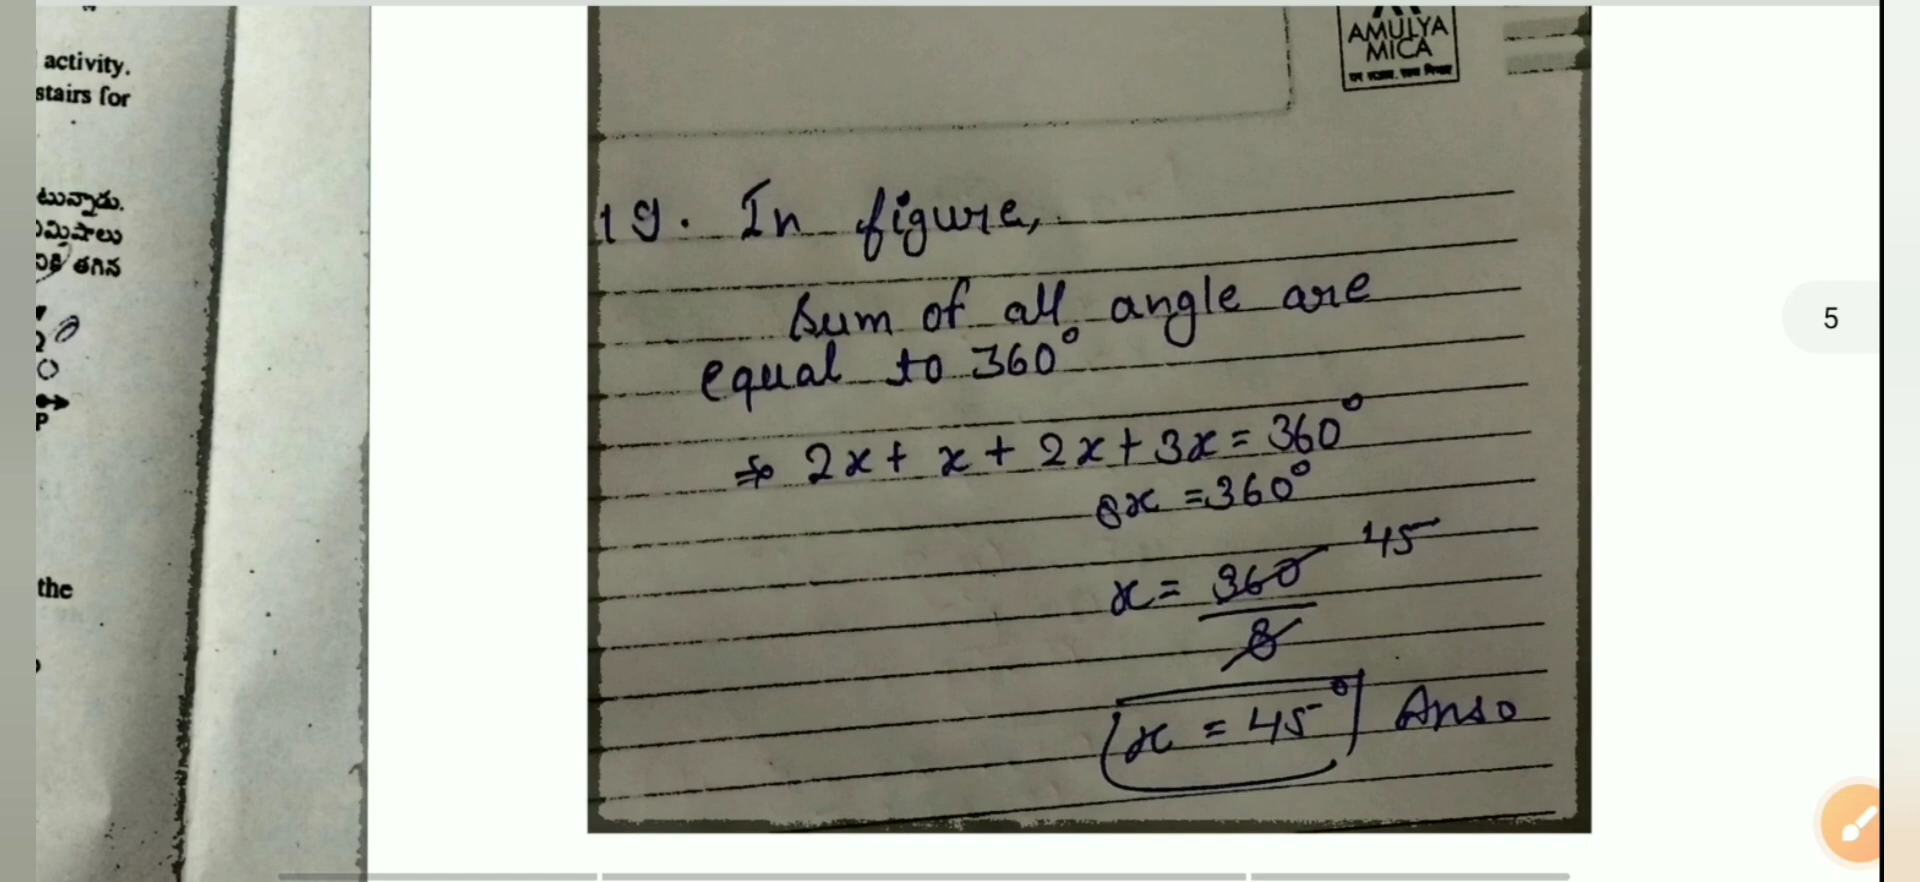 activity.
stairs for
టున్నాడు.
తగిన
P
the
AMULYA
MICA
19. In figure,
Sum of all angle are
equal to 360°
⇒ 2x + x + 2x + 3x = 360°
8x = 360°
x = 360 45
8
x = 45° Ans
5